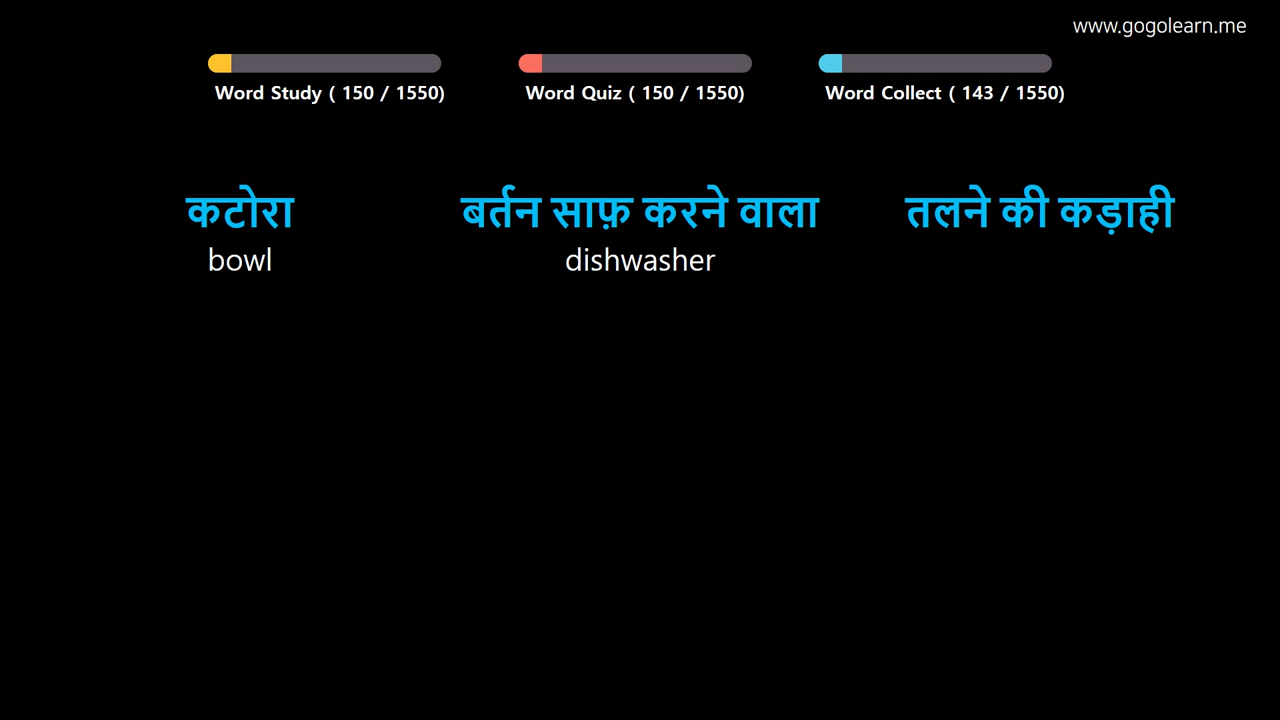 www.gogolearn.me
Word Study ( 150 / 1550)
Word Quiz ( 150 / 1550)
Word Collect ( 143 / 1550)
कटोरा
bowl
बर्तन साफ़ करने वाला
dishwasher
तलने की कड़ाही